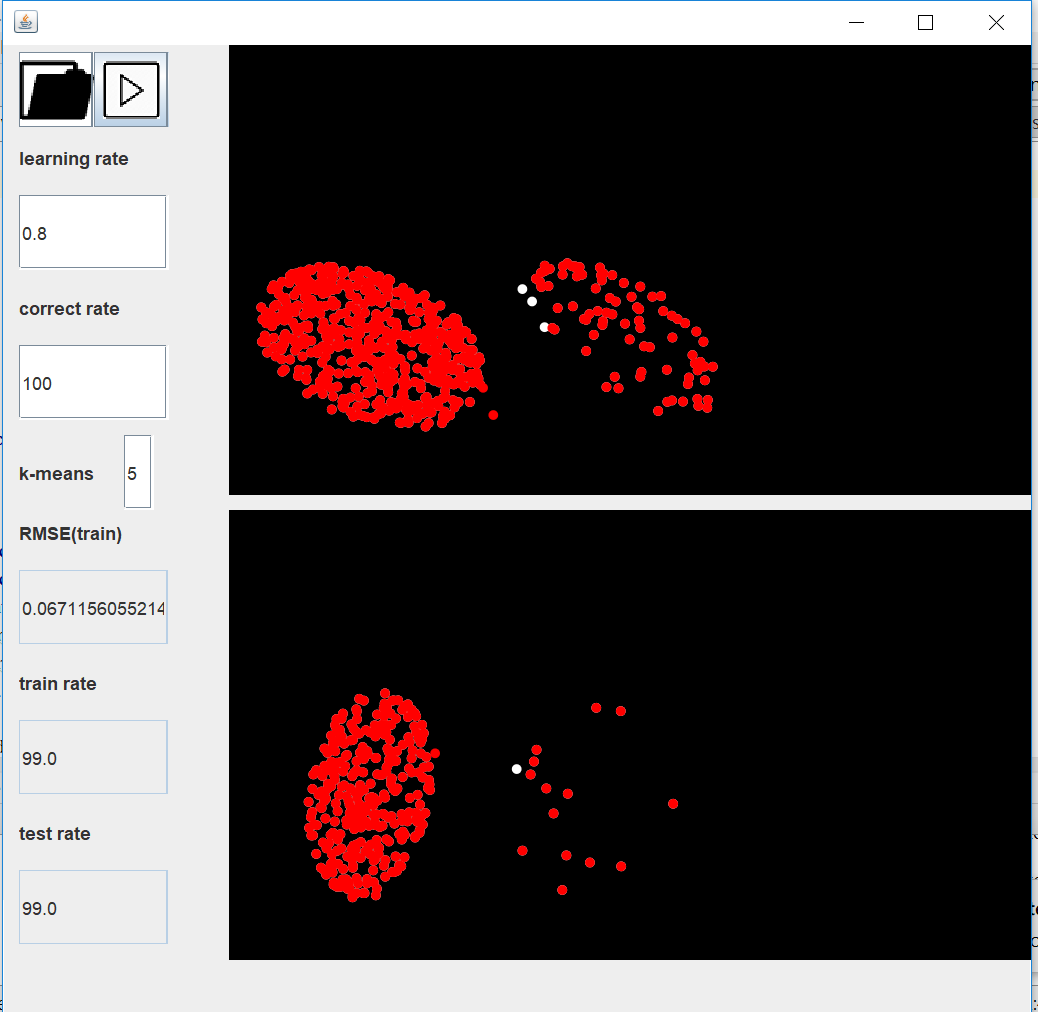 learning rate
0.8
correct rate
100
k-means 5
RMSE(train)
0.0671156055214
train rate
99.0
test rate
99.0